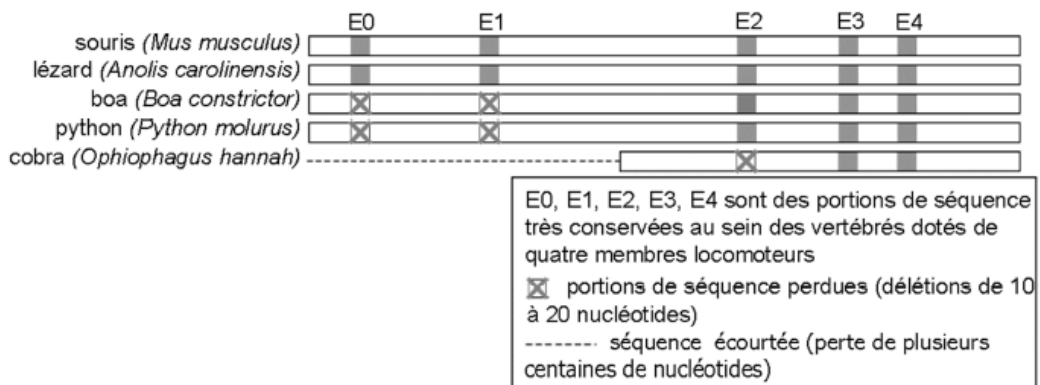 E0 E1 E2 E3 E4
souris (Mus musculus)
lézard (Anolis carolinensis)
boa (Boa constrictor)
python (Python molurus)
cobra (Ophiophagus hannah)
E0, E1, E2, E3, E4 sont des portions de séquence
très conservées au sein des vertébrés dotés de
quatre membres locomoteurs
portions de séquence perdues (délétions de 10
à 20 nucléotides)
séquence écourtée (perte de plusieurs
centaines de nucléotides)